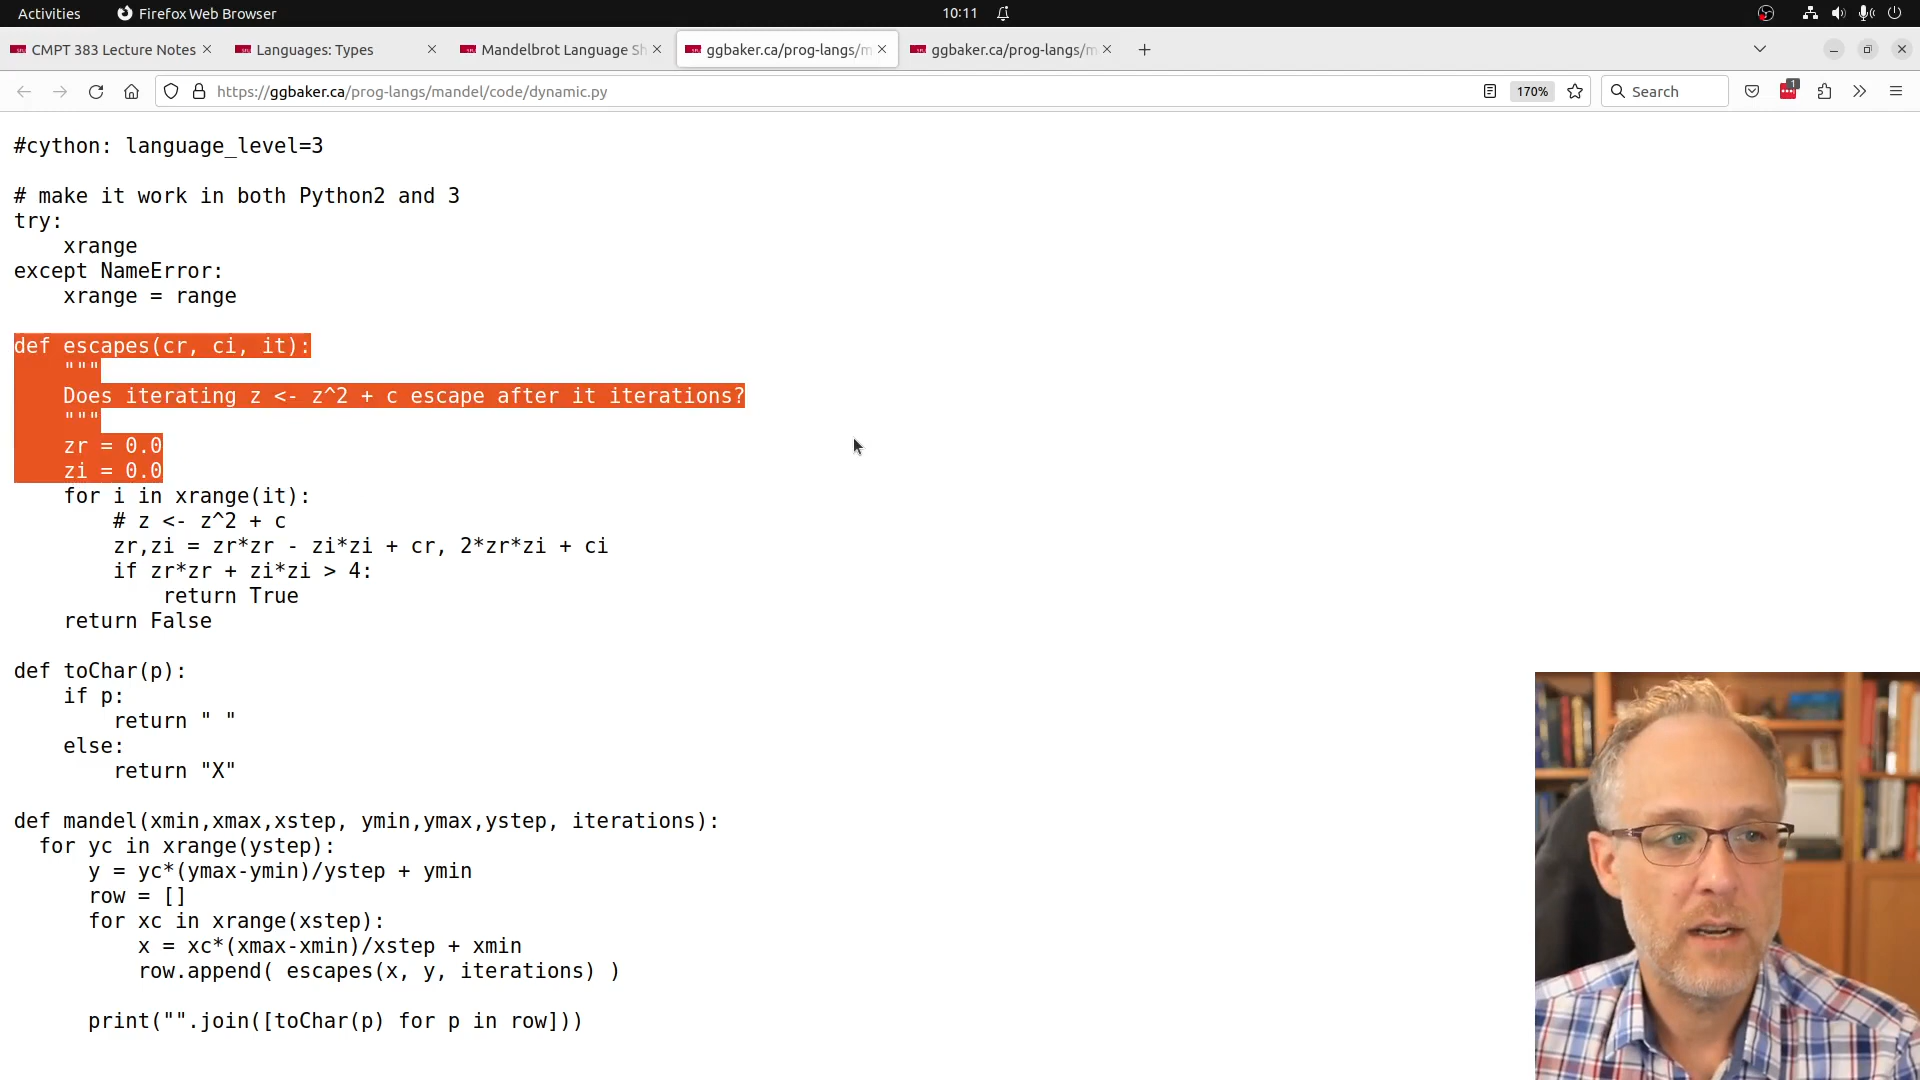 Activities
Firefox Web Browser
10:11
CMPT 383 Lecture Notes
Languages: Types
Mandelbrot Language Sh
ggbaker.ca/prog-langs/m
ggbaker.ca/prog-langs/m
https://ggbaker.ca/prog-langs/mandel/code/dynamic.py
170%
Search
1
#cython: language_level=3
# make it work in both Python2 and 3
try:
    xrange
except NameError:
    xrange = range
def escapes(cr, ci, it):
    """
    Does iterating z <- z^2 + c escape after it iterations?
    """
    zr = 0.0
    zi = 0.0
    for i in xrange(it):
        # z <- z^2 + c
        zr,zi = zr*zr - zi*zi + cr, 2*zr*zi + ci
        if zr*zr + zi*zi > 4:
            return True
    return False
def toChar(p):
    if p:
        return " "
    else:
        return "X"
def mandel(xmin,xmax,xstep, ymin,ymax,ystep, iterations):
  for yc in xrange(ystep):
      y = yc*(ymax-ymin)/ystep + ymin
      row = []
      for xc in xrange(xstep):
          x = xc*(xmax-xmin)/xstep + xmin
          row.append( escapes(x, y, iterations) )
      print("".join([toChar(p) for p in row]))